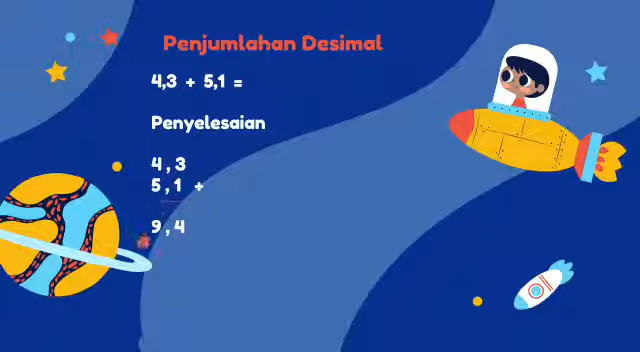 Penjumlahan Desimal
4,3 + 5,1 =
Penyelesaian
4 , 3
5 , 1 +
9 , 4